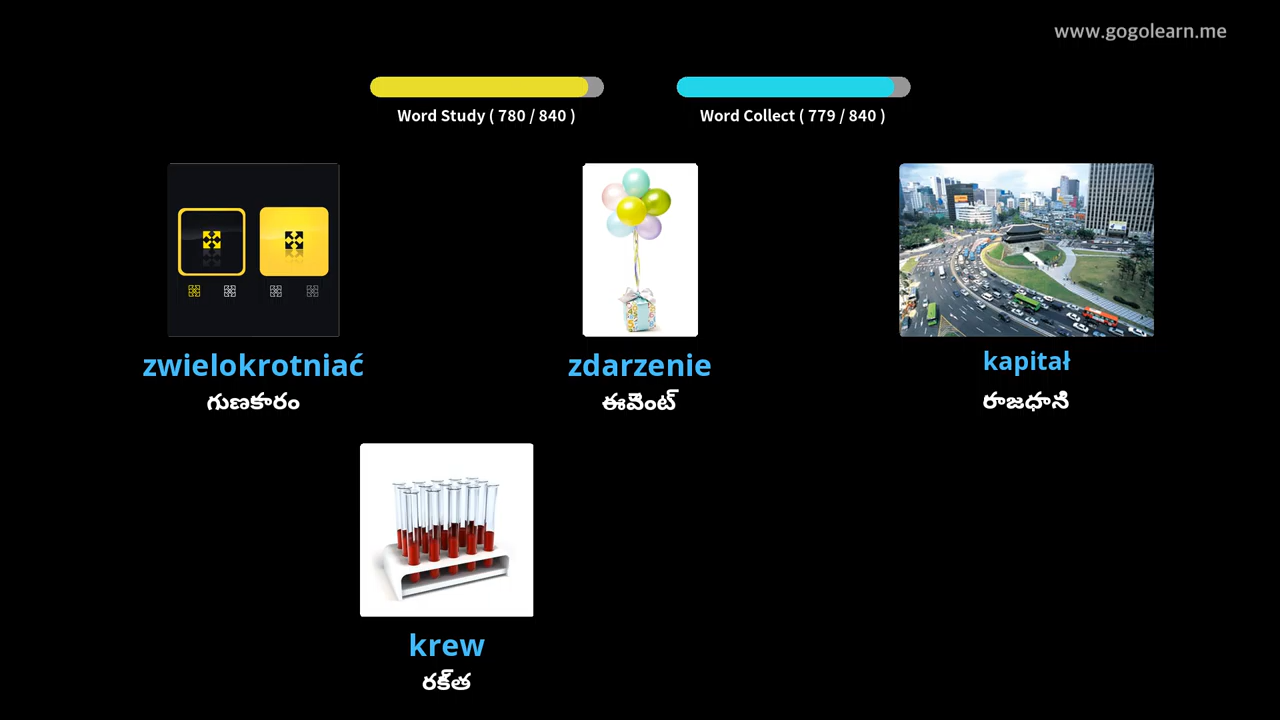 www.gogolearn.me
Word Study ( 780 / 840 )
Word Collect ( 779 / 840 )
zwielokrotniać
గుణకారం
zdarzenie
ఈవెంట్
kapitał
రాజధాని
krew
రక్త